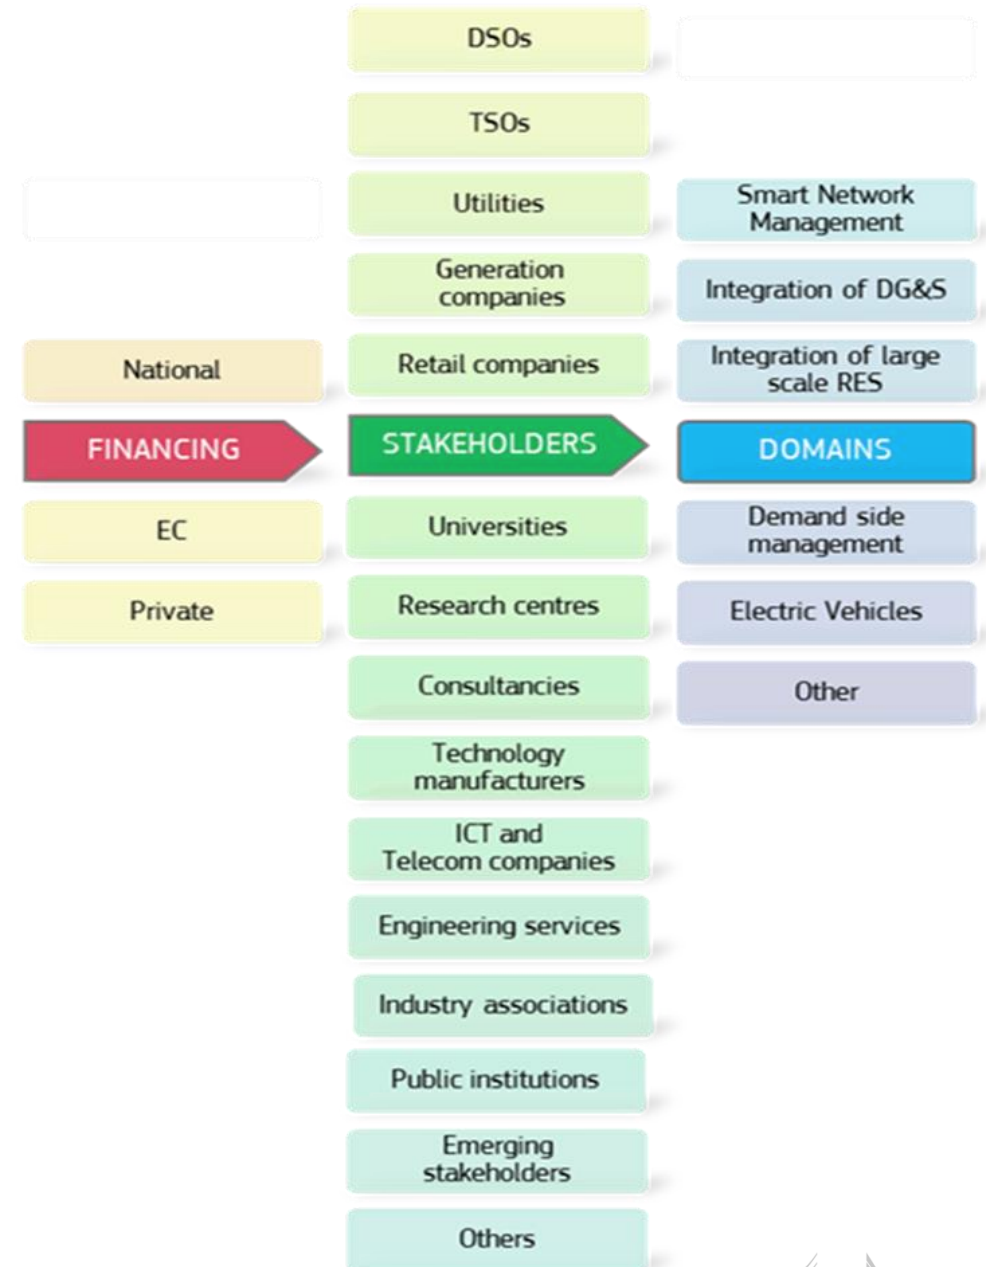 National
FINANCING
EC
Private
DSOs
TSOs
Utilities
Generation
companies
Retail companies
STAKEHOLDERS
Universities
Research centres
Consultancies
Technology
manufacturers
ICT and
Telecom companies
Engineering services
Industry associations
Public institutions
Emerging
stakeholders
Others
Smart Network
Management
Integration of DG&S
Integration of large
scale RES
DOMAINS
Demand side
management
Electric Vehicles
Other